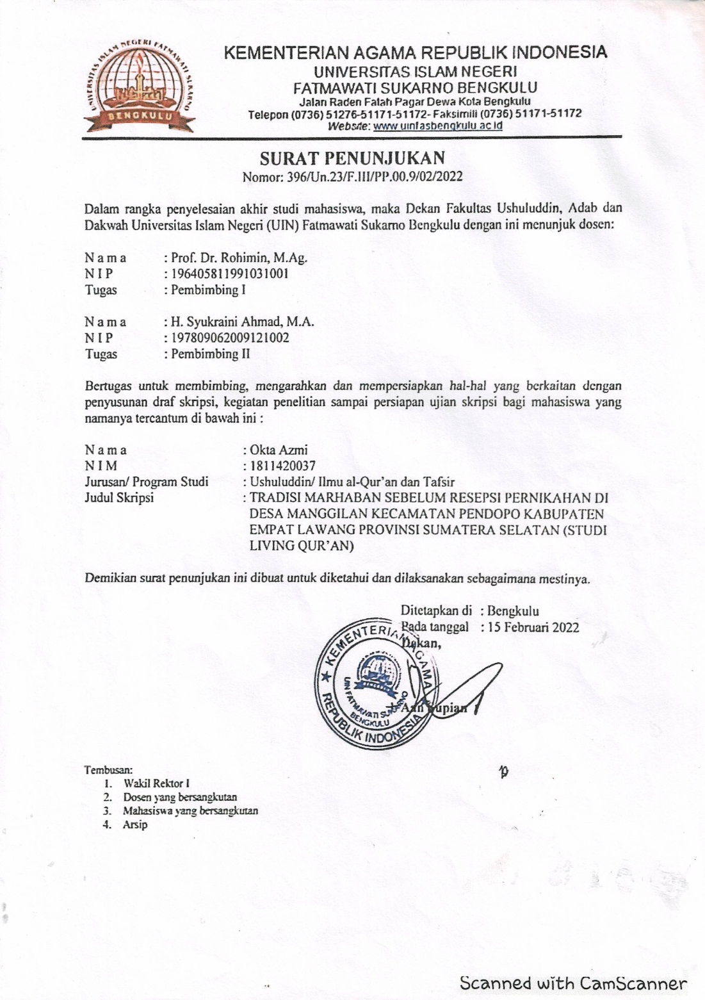 UNIVERSITAS ISLAM NEGERI FATMAWATI SUKARNO
BENGKULU
KEMENTERIAN AGAMA REPUBLIK INDONESIA
UNIVERSITAS ISLAM NEGERI
FATMAWATI SUKARNO BENGKULU
Jalan Raden Fatah Pagar Dewa Kota Bengkulu
Telepon (0736) 51276-51171-51172- Faksimili (0736) 51171-51172
Website: www uinfasbengkulu ac id
SURAT PENUNJUKAN
Nomor: 396/Un.23/F.III/PP.00.9/02/2022
Dalam rangka penyelesaian akhir studi mahasiswa, maka Dekan Fakultas Ushuluddin, Adab dan
Dakwah Universitas Islam Negeri (UIN) Fatmawati Sukarno Bengkulu dengan ini menunjuk dosen:
N a m a : Prof. Dr. Rohimin, M.Ag.
N I P : 196405811991031001
Tugas : Pembimbing I
N a m a : H. Syukraini Ahmad, M.A.
N I P : 197809062009121002
Tugas : Pembimbing II
Bertugas untuk membimbing, mengarahkan dan mempersiapkan hal-hal yang berkaitan dengan
penyusunan draf skripsi, kegiatan penelitian sampai persiapan ujian skripsi bagi mahasiswa yang
namanya tercantum di bawah ini :
N a m a : Okta Azmi
N I M : 1811420037
Jurusan/ Program Studi : Ushuluddin/ Ilmu al-Qur'an dan Tafsir
Judul Skripsi : TRADISI MARHABAN SEBELUM RESEPSI PERNIKAHAN DI
DESA MANGGILAN KECAMATAN PENDOPO KABUPATEN
EMPAT LAWANG PROVINSI SUMATERA SELATAN (STUDI
LIVING QUR'AN)
Demikian surat penunjukan ini dibuat untuk diketahui dan dilaksanakan sebagaimana mestinya.
Ditetapkan di : Bengkulu
Pada tanggal : 15 Februari 2022
Dekan,
KEMENTERIAN AGAMA
UIN FATMAWATI SUKARNO
BENGKULU
REPUBLIK INDONESIA
Aan Supian
Tembusan:
1. Wakil Rektor I
2. Dosen yang bersangkutan
3. Mahasiswa yang bersangkutan
4. Arsip
Scanned with CamScanner